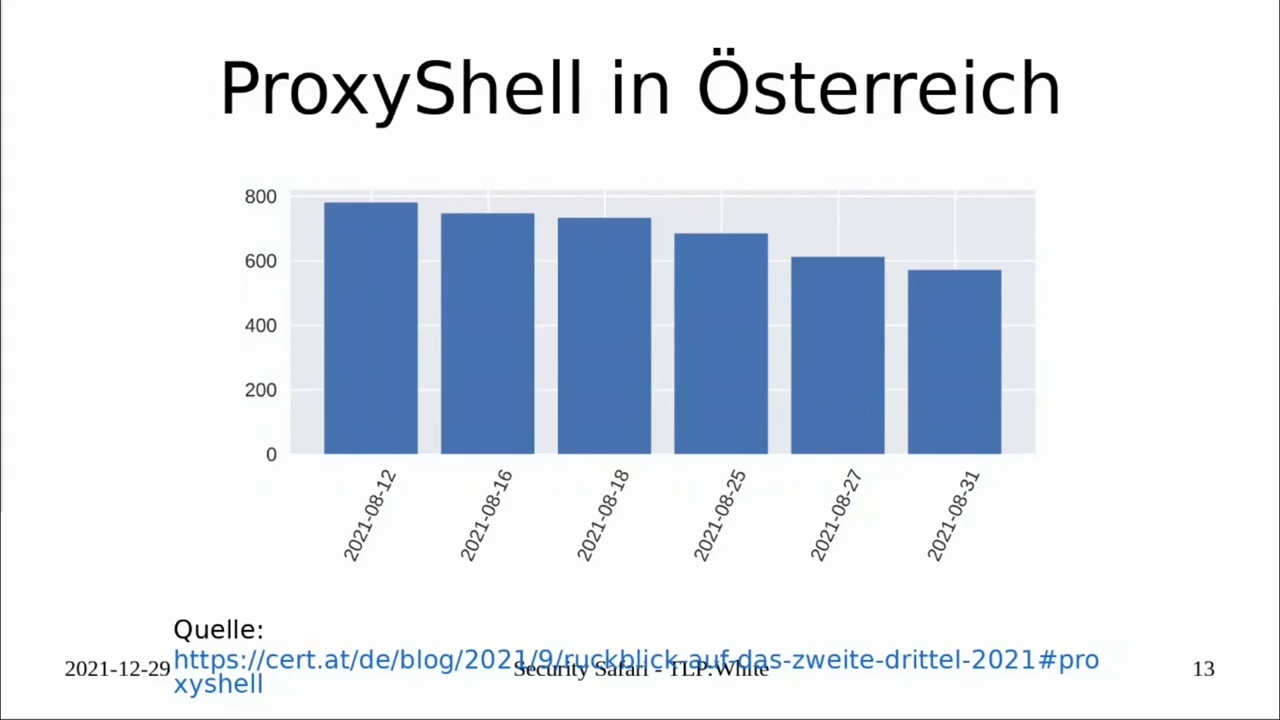 ProxyShell in Österreich
800
600
400
200
0
2021-08-12
2021-08-16
2021-08-18
2021-08-25
2021-08-27
2021-08-31
Quelle:
https://cert.at/de/blog/2021/9/ruckblick-auf-das-zweite-drittel-2021#pro
xyshell
2021-12-29
Security Safari - TLP:White
13